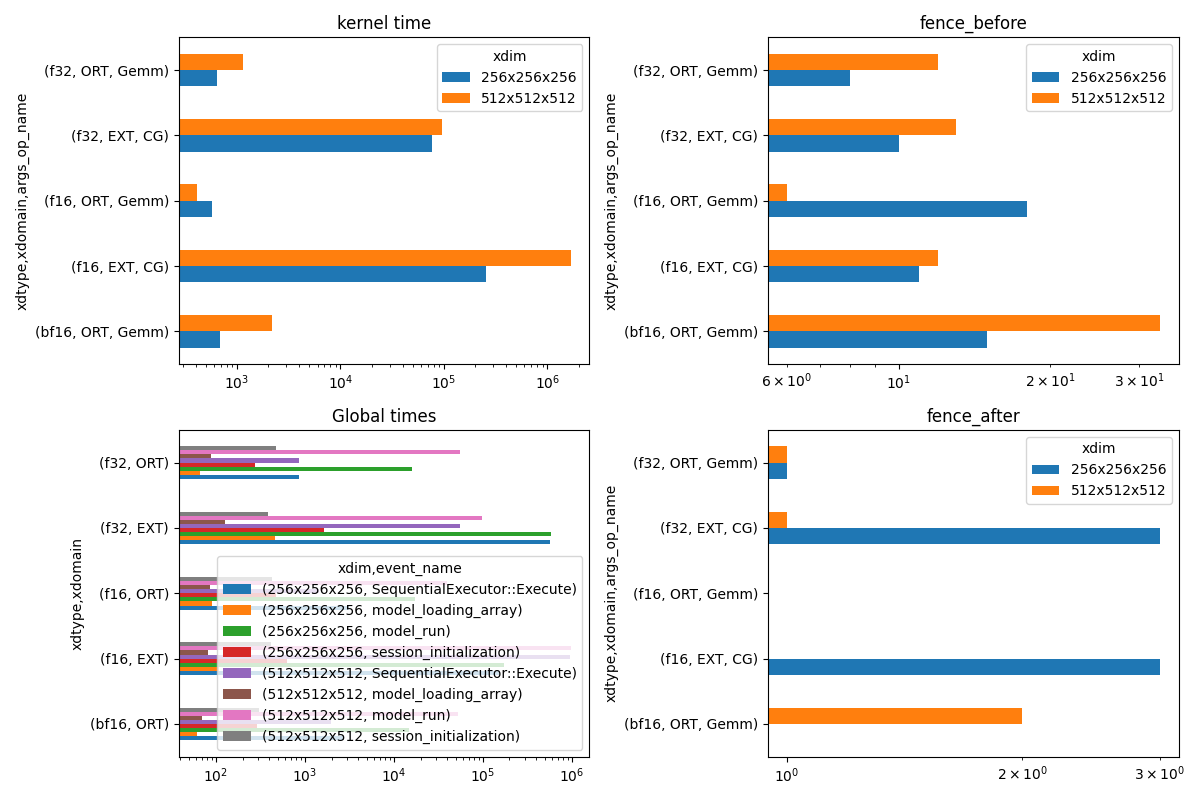 kernel time
xdtype,xdomain,args_op_name
(f32, ORT, Gemm)
(f32, EXT, CG)
(f16, ORT, Gemm)
(f16, EXT, CG)
(bf16, ORT, Gemm)
xdim
256x256x256
512x512x512
10³
10⁴
10⁵
10⁶
fence_before
xdtype,xdomain,args_op_name
(f32, ORT, Gemm)
(f32, EXT, CG)
(f16, ORT, Gemm)
(f16, EXT, CG)
(bf16, ORT, Gemm)
xdim
256x256x256
512x512x512
6 × 10⁰
10¹
2 × 10¹
3 × 10¹
Global times
xdtype,xdomain
(f32, ORT)
(f32, EXT)
(f16, ORT)
(f16, EXT)
(bf16, ORT)
xdim,event_name
(256x256x256, SequentialExecutor::Execute)
(256x256x256, model_loading_array)
(256x256x256, model_run)
(256x256x256, session_initialization)
(512x512x512, SequentialExecutor::Execute)
(512x512x512, model_loading_array)
(512x512x512, model_run)
(512x512x512, session_initialization)
10²
10³
10⁴
10⁵
10⁶
fence_after
xdtype,xdomain,args_op_name
(f32, ORT, Gemm)
(f32, EXT, CG)
(f16, ORT, Gemm)
(f16, EXT, CG)
(bf16, ORT, Gemm)
xdim
256x256x256
512x512x512
10⁰
2 × 10⁰
3 × 10⁰